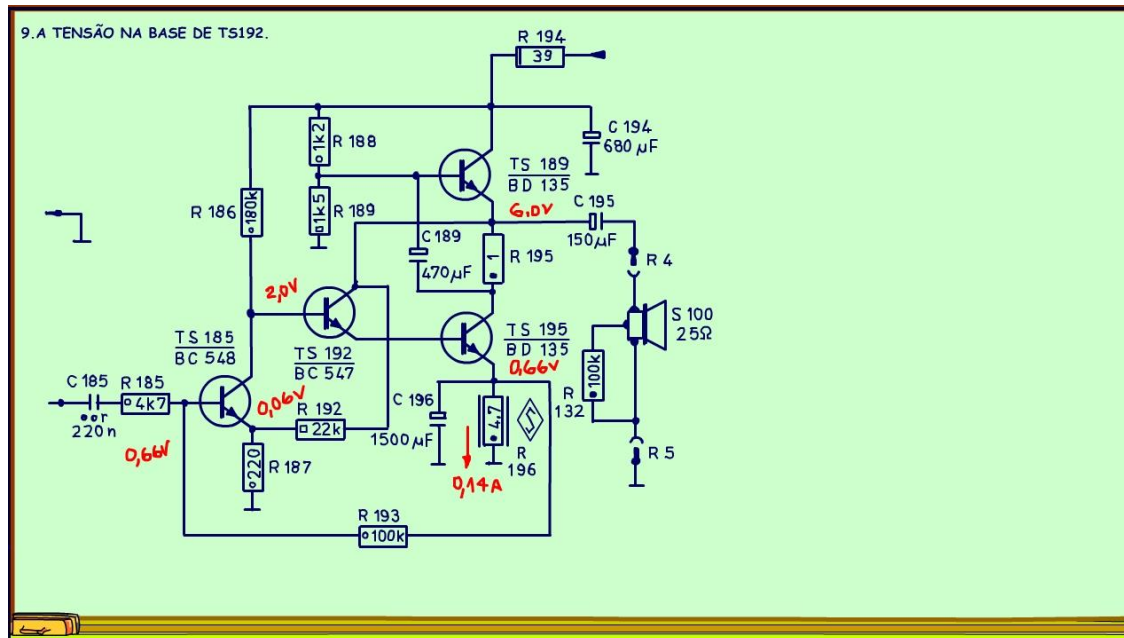 9.A TENSÃO NA BASE DE TS192.
R 194
39
1k2
R 188
C 194
680 µF
TS 189
BD 135
R 186
180k
1k5
R 189
6,0V
C 195
150µF
C 189
470µF
1
R 195
R 4
2,0V
S 100
25Ω
TS 185
BC 548
TS 192
BC 547
TS 195
BD 135
0,66V
100k
R
132
C 185
R 185
4k7
0,06V
R 192
22k
C 196
1500 µF
4.7
R
196
220n
0,66V
220
R 187
R 5
0,14A
R 193
100k